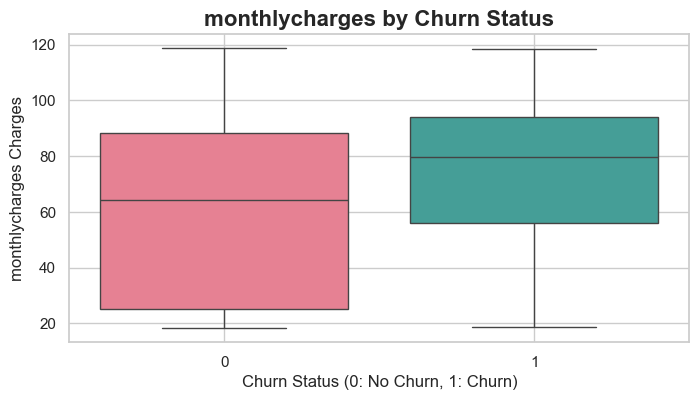 monthlycharges by Churn Status
monthlycharges Charges
120
100
80
60
40
20
0
1
Churn Status (0: No Churn, 1: Churn)